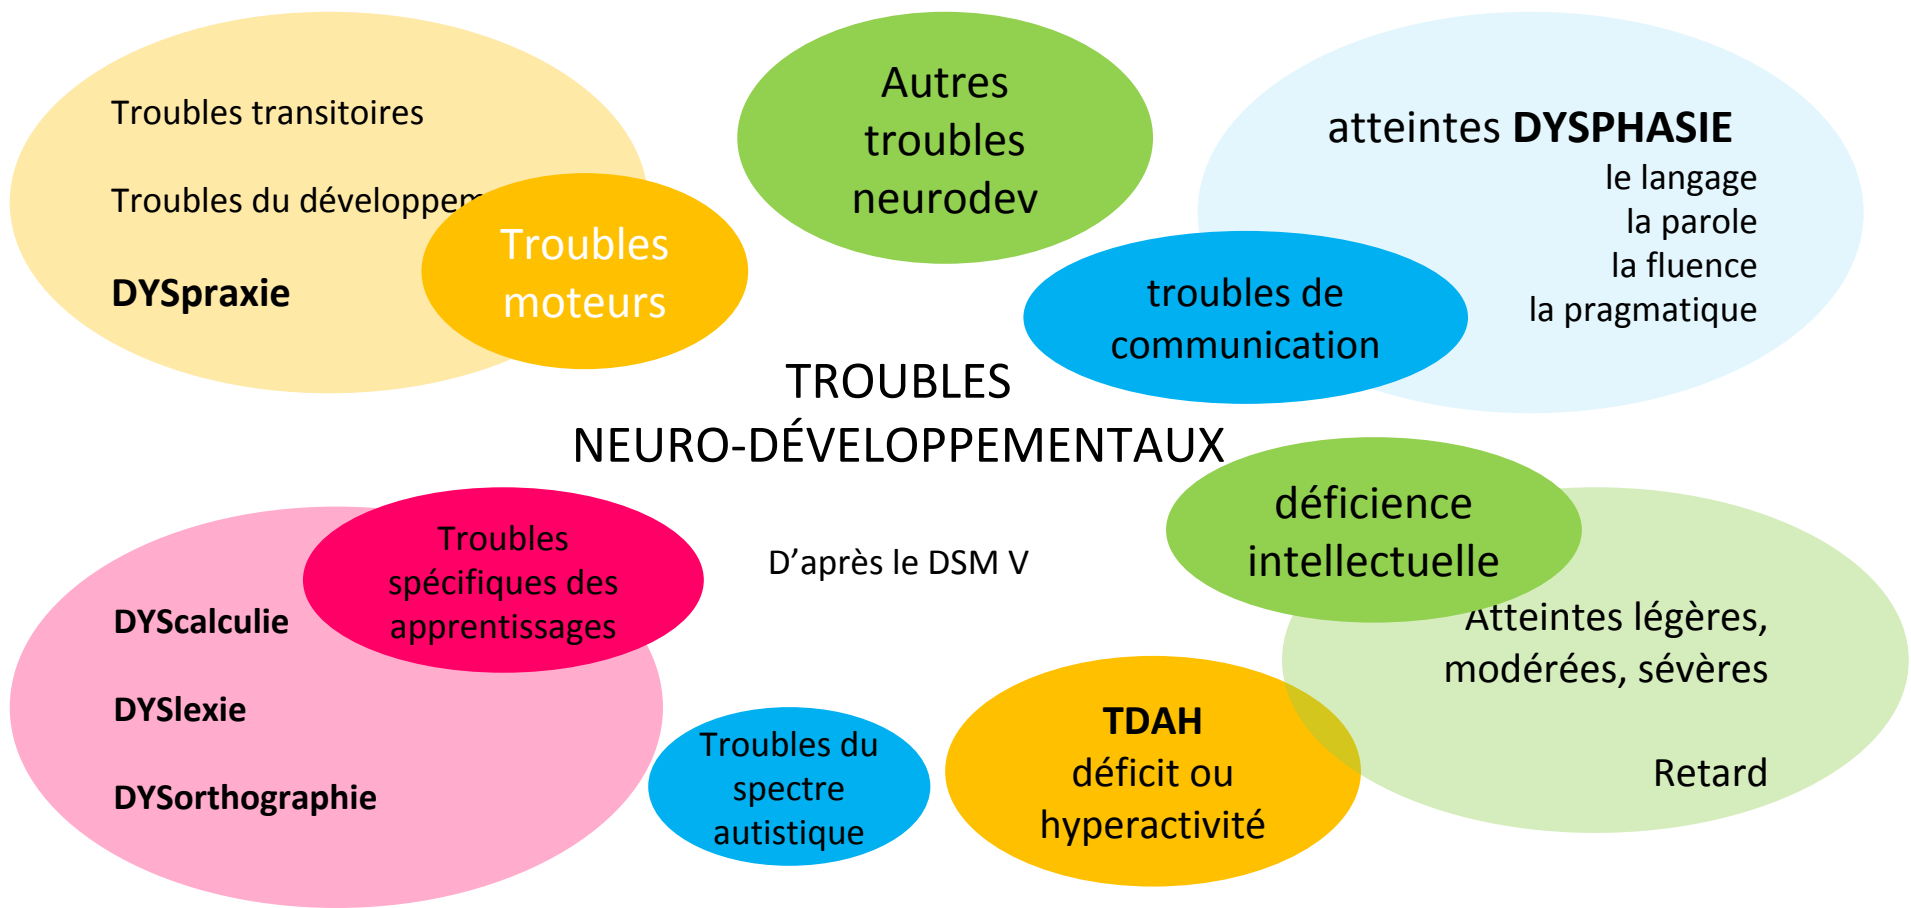 Troubles transitoires
Troubles du développem
DYSpraxie
Troubles
moteurs
Autres
troubles
neurodev
atteintes DYSPHASIE
le langage
la parole
la fluence
la pragmatique
troubles de
communication
TROUBLES
NEURO-DÉVELOPPEMENTAUX
D’après le DSM V
Troubles
spécifiques des
apprentissages
DYScalculie
DYSlexie
DYSorthographie
Troubles du
spectre
autistique
TDAH
déficit ou
hyperactivité
déficience
intellectuelle
Atteintes légères,
modérées, sévères
Retard